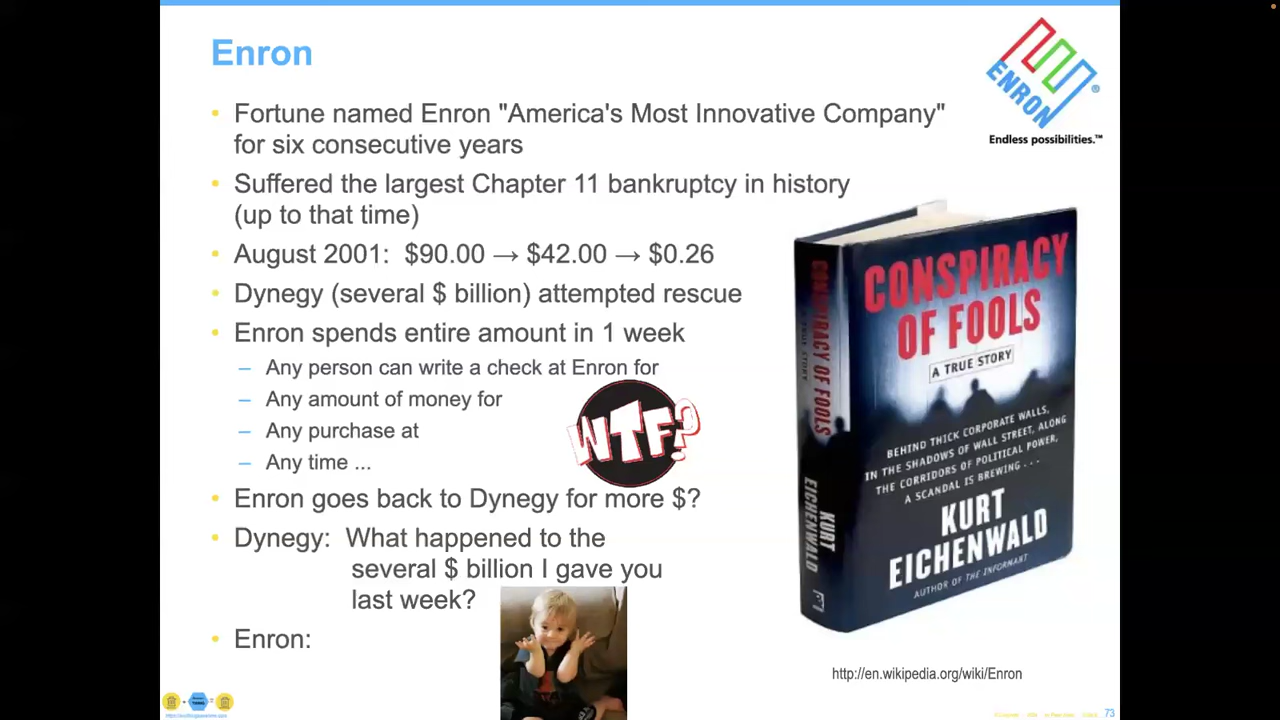 Enron
ENRON®
Endless possibilities.™
• Fortune named Enron "America's Most Innovative Company"
for six consecutive years
• Suffered the largest Chapter 11 bankruptcy in history
(up to that time)
• August 2001: $90.00 → $42.00 → $0.26
• Dynegy (several $ billion) attempted rescue
• Enron spends entire amount in 1 week
– Any person can write a check at Enron for
– Any amount of money for
– Any purchase at
– Any time ...
WTF?
• Enron goes back to Dynegy for more $?
• Dynegy: What happened to the
several $ billion I gave you
last week?
• Enron:
CONSPIRACY OF FOOLS
KURT
EICHENWALD
CONSPIRACY
OF FOOLS
A TRUE STORY
BEHIND THICK CORPORATE WALLS,
IN THE SHADOWS OF WALL STREET, ALONG
THE CORRIDORS OF POLITICAL POWER,
A SCANDAL IS BREWING...
KURT
EICHENWALD
AUTHOR OF THE INFORMANT
http://en.wikipedia.org/wiki/Enron
73